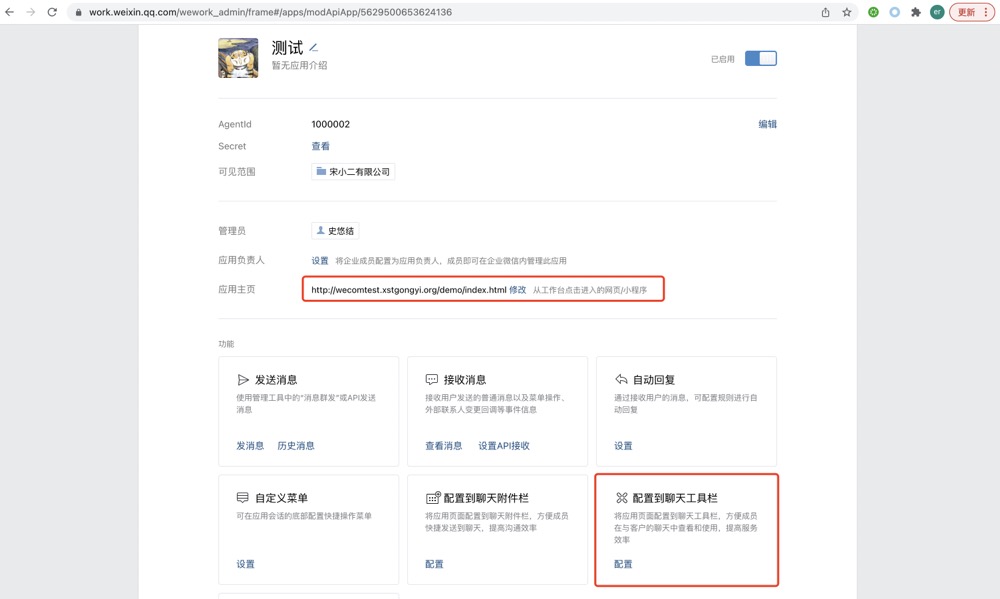 work.weixin.qq.com/wework_admin/frame#/apps/modApiApp/5629500653624136
er
更新
测试
暂无应用介绍
已启用
AgentId
1000002
编辑
Secret
查看
可见范围
宋小二有限公司
管理员
史悠结
应用负责人
设置 将企业成员配置为应用负责人，成员即可在企业微信内管理此应用
应用主页
http://wecomtest.xstgongyi.org/demo/index.html 修改 从工作台点击进入的网页/小程序
功能
发送消息
使用管理工具中的“消息群发”或API发送
消息
发消息 历史消息
接收消息
接收用户发送的普通消息以及菜单操作、
外部联系人变更回调等事件信息
查看消息 设置API接收
自动回复
通过接收用户的消息，可配置规则进行自
动回复
设置
自定义菜单
可在应用会话的底部配置快捷操作菜单
设置
配置到聊天附件栏
将应用页面配置到聊天附件栏，方便成员
快捷发送到聊天，提高沟通效率
配置
配置到聊天工具栏
将应用页面配置到聊天工具栏，方便成员
在与客户的聊天中查看和使用，提高服务
效率
配置